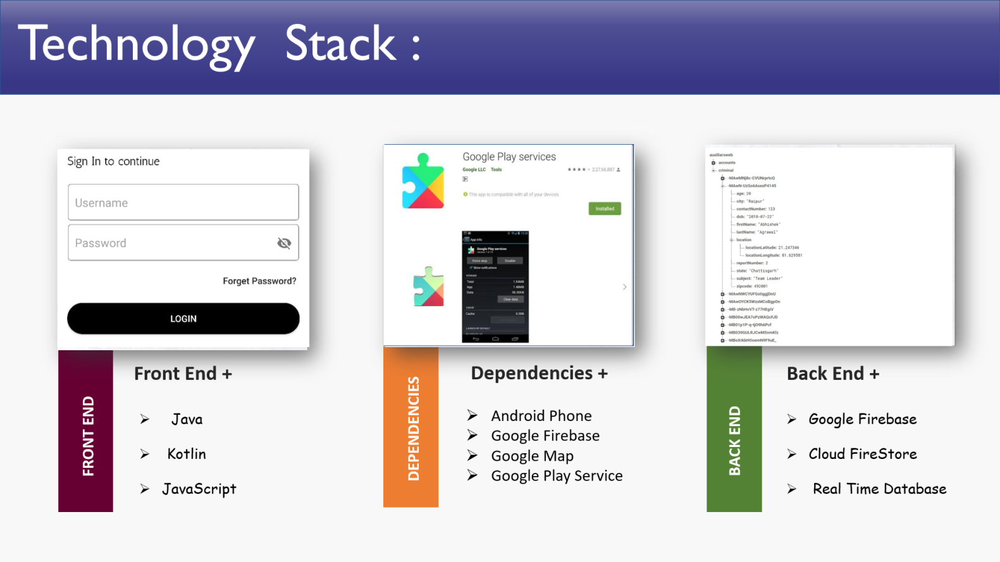 Technology Stack :
Sign In to continue
Username
Password
Forget Password?
LOGIN
FRONT END
Front End +
Java
Kotlin
JavaScript
Google Play services
Google LLC Tools
2,27,66,887
This app is compatible with all of your devices.
Installed
App info
Google Play services
Force stop Disable
Show notifications
STORAGE
Total 1.54MB
App 1.48MB
Data 56.00KB
Clear data
CACHE
Cache 0.00B
LAUNCH BY DEFAULT
DEPENDENCIES
Dependencies +
Android Phone
Google Firebase
Google Map
Google Play Service
auxiliarsweb
accounts
criminal
-MAwMNj8c-CVUNrprtcQ
-MAwN-UzSo6AsexP4145
age: 20
city: "Raipur"
contactNumber: 123
dob: "2018-07-22"
firstName: "Abhishek"
lastName: "Agrawal"
location
locationLatitude: 21.247346
locationLongitude: 81.629581
reportNumber: 2
state: "Chattisgarh"
subject: "Team Leader"
zipcode: 492001
-MAwNWCYUFGstiggjDnU
-MAwOYCK5WzxMCoBgpOn
-MB-zNbHvVT-z77HEgiV
-MB00wJEA7oPzWAQcFJD
-MB01p1P-q-tjO9h6Pcf
-MB039GULRJCwMSnmKlz
-MBoXrkbHOoemN9F9uE_
BACK END
Back End +
Google Firebase
Cloud FireStore
Real Time Database